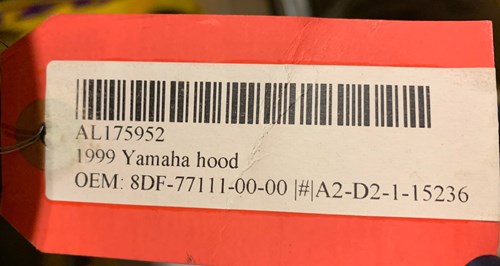 AL175952
1999 Yamaha hood
OEM: 8DF-77111-00-00 |#|A2-D2-1-15236